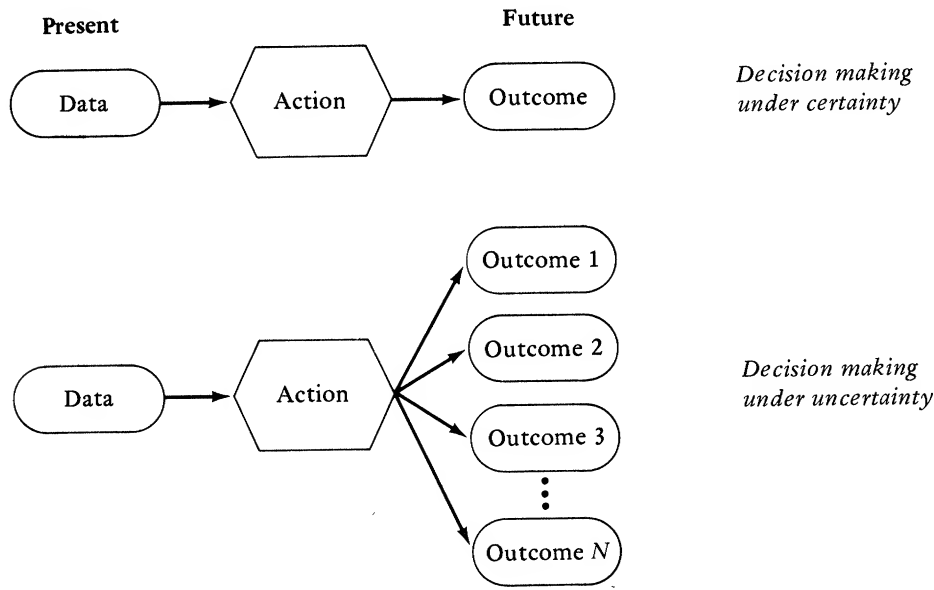 Present
Future
Data
Action
Outcome
Decision making
under certainty
Outcome 1
Outcome 2
Data
Action
Decision making
under uncertainty
Outcome 3
Outcome N